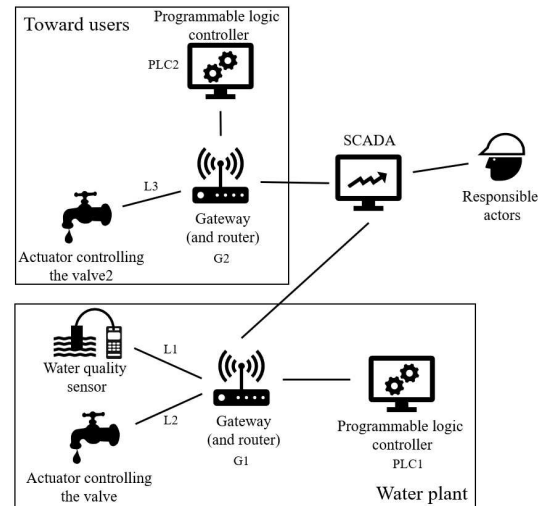 Toward users
Programmable logic
controller
PLC2
SCADA
L3
Gateway
(and router)
G2
Responsible
actors
Actuator controlling
the valve2
L1
Water quality
sensor
L2
Gateway
(and router)
G1
Programmable logic
controller
PLC1
Actuator controlling
the valve
Water plant